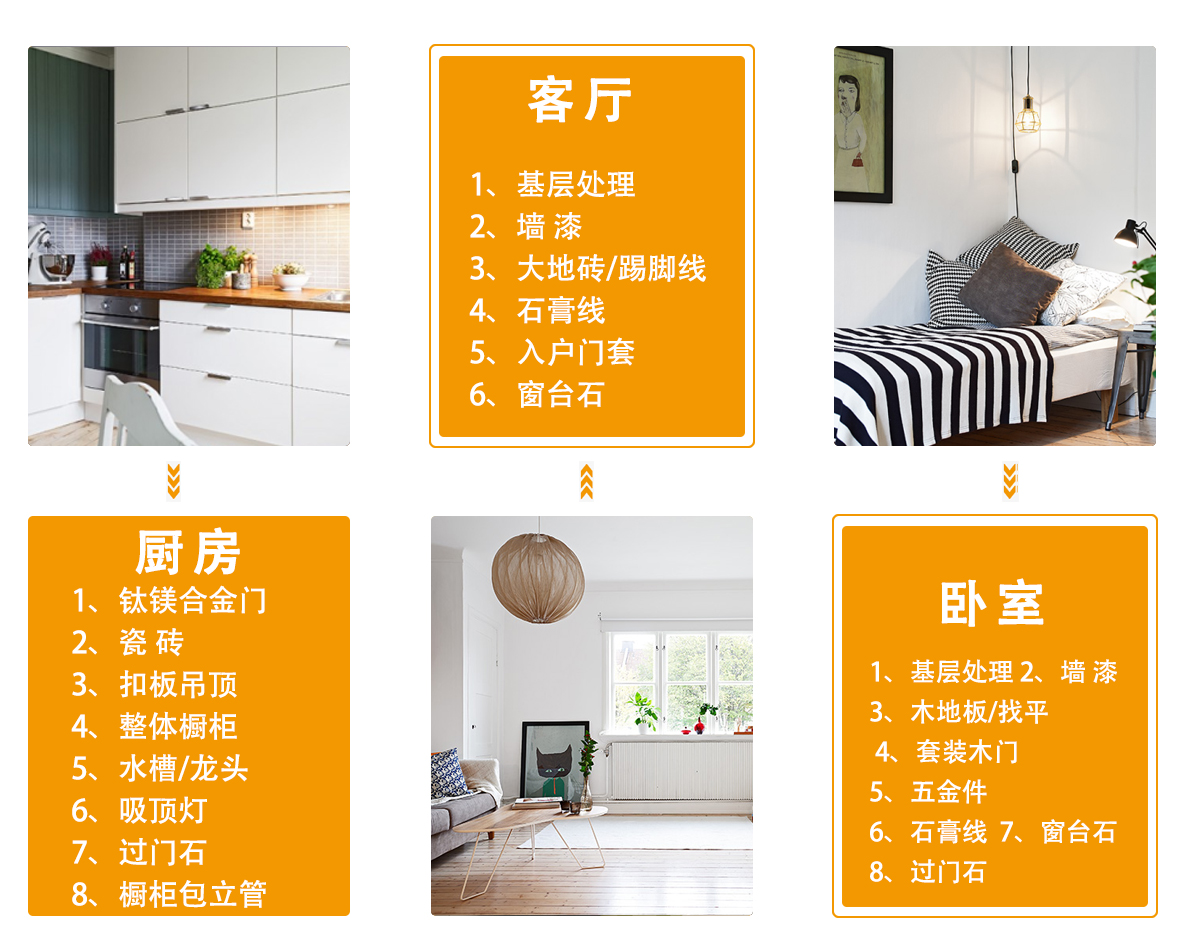 客厅
1、基层处理
2、墙 漆
3、大地砖/踢脚线
4、石膏线
5、入户门套
6、窗台石
厨房
1、钛镁合金门
2、瓷 砖
3、扣板吊顶
4、整体橱柜
5、水槽/龙头
6、吸顶灯
7、过门石
8、橱柜包立管
卧室
1、基层处理 2、墙 漆
3、木地板/找平
4、套装木门
5、五金件
6、石膏线 7、窗台石
8、过门石